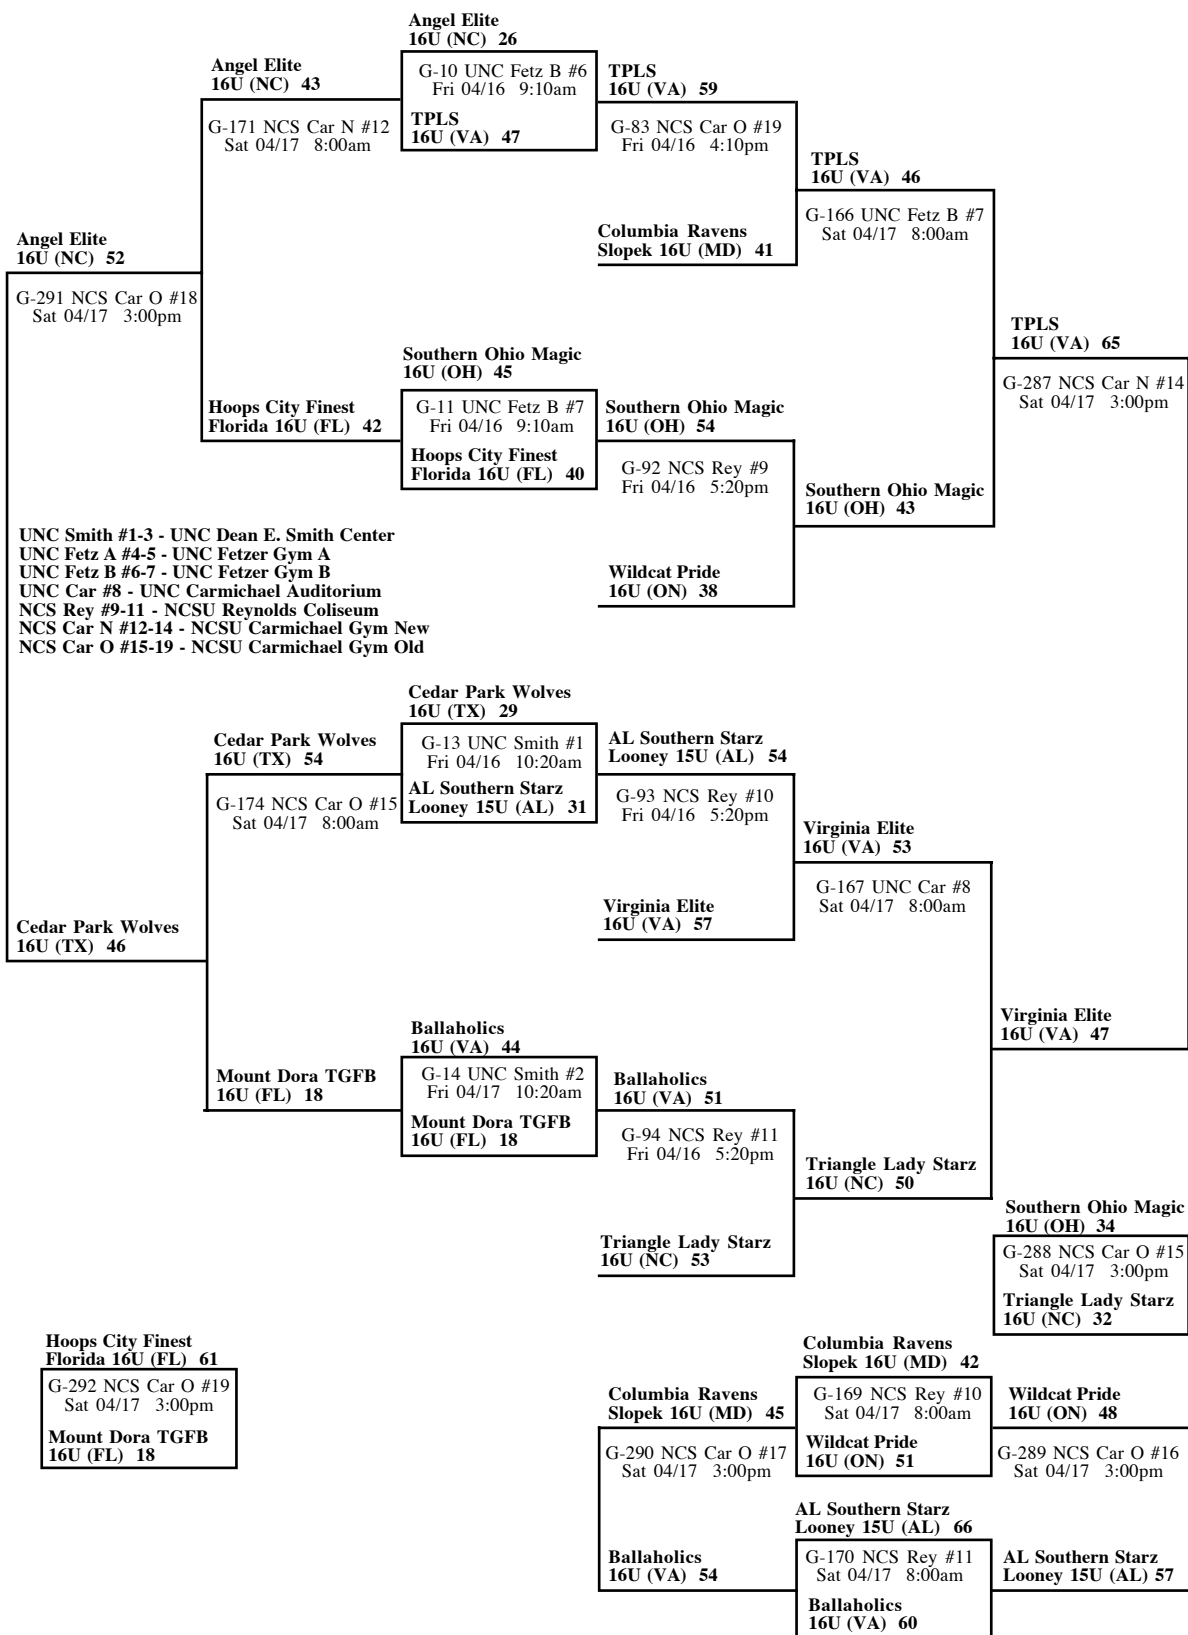 Angel Elite
16U (NC) 26
G-10 UNC Fetz B #6
Fri 04/16 9:10am
TPLS
16U (VA) 47
Angel Elite
16U (NC) 43
G-171 NCS Car N #12
Sat 04/17 8:00am
TPLS
16U (VA) 59
G-83 NCS Car O #19
Fri 04/16 4:10pm
TPLS
16U (VA) 46
G-166 UNC Fetz B #7
Sat 04/17 8:00am
Columbia Ravens
Slopek 16U (MD) 41
Angel Elite
16U (NC) 52
G-291 NCS Car O #18
Sat 04/17 3:00pm
TPLS
16U (VA) 65
G-287 NCS Car N #14
Sat 04/17 3:00pm
Southern Ohio Magic
16U (OH) 45
G-11 UNC Fetz B #7
Fri 04/16 9:10am
Hoops City Finest
Florida 16U (FL) 40
Hoops City Finest
Florida 16U (FL) 42
Southern Ohio Magic
16U (OH) 54
G-92 NCS Rey #9
Fri 04/16 5:20pm
Southern Ohio Magic
16U (OH) 43
Wildcat Pride
16U (ON) 38
UNC Smith #1-3 - UNC Dean E. Smith Center
UNC Fetz A #4-5 - UNC Fetzer Gym A
UNC Fetz B #6-7 - UNC Fetzer Gym B
UNC Car #8 - UNC Carmichael Auditorium
NCS Rey #9-11 - NCSU Reynolds Coliseum
NCS Car N #12-14 - NCSU Carmichael Gym New
NCS Car O #15-19 - NCSU Carmichael Gym Old
Cedar Park Wolves
16U (TX) 29
G-13 UNC Smith #1
Fri 04/16 10:20am
AL Southern Starz
Looney 15U (AL) 31
Cedar Park Wolves
16U (TX) 54
G-174 NCS Car O #15
Sat 04/17 8:00am
AL Southern Starz
Looney 15U (AL) 54
G-93 NCS Rey #10
Fri 04/16 5:20pm
Virginia Elite
16U (VA) 53
G-167 UNC Car #8
Sat 04/17 8:00am
Virginia Elite
16U (VA) 57
Cedar Park Wolves
16U (TX) 46
Virginia Elite
16U (VA) 47
Ballaholics
16U (VA) 44
G-14 UNC Smith #2
Fri 04/17 10:20am
Mount Dora TGFB
16U (FL) 18
Mount Dora TGFB
16U (FL) 18
Ballaholics
16U (VA) 51
G-94 NCS Rey #11
Fri 04/16 5:20pm
Triangle Lady Starz
16U (NC) 50
Triangle Lady Starz
16U (NC) 53
Southern Ohio Magic
16U (OH) 34
G-288 NCS Car O #15
Sat 04/17 3:00pm
Triangle Lady Starz
16U (NC) 32
Hoops City Finest
Florida 16U (FL) 61
G-292 NCS Car O #19
Sat 04/17 3:00pm
Mount Dora TGFB
16U (FL) 18
Columbia Ravens
Slopek 16U (MD) 42
G-169 NCS Rey #10
Sat 04/17 8:00am
Wildcat Pride
16U (ON) 51
Columbia Ravens
Slopek 16U (MD) 45
G-290 NCS Car O #17
Sat 04/17 3:00pm
Wildcat Pride
16U (ON) 48
G-289 NCS Car O #16
Sat 04/17 3:00pm
AL Southern Starz
Looney 15U (AL) 66
G-170 NCS Rey #11
Sat 04/17 8:00am
Ballaholics
16U (VA) 60
Ballaholics
16U (VA) 54
AL Southern Starz
Looney 15U (AL) 57